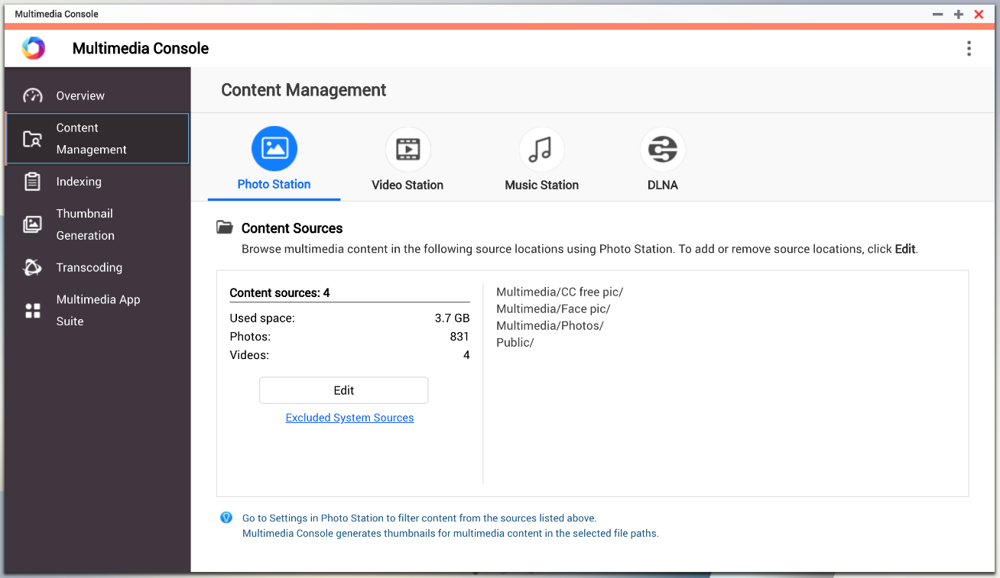 Multimedia Console
Multimedia Console
Overview
Content
Management
Indexing
Thumbnail
Generation
Transcoding
Multimedia App
Suite
Content Management
Photo Station
Video Station
Music Station
DLNA
Content Sources
Browse multimedia content in the following source locations using Photo Station. To add or remove source locations, click Edit.
Content sources: 4
Used space: 3.7 GB
Photos: 831
Videos: 4
Edit
Excluded System Sources
Multimedia/CC free pic/
Multimedia/Face pic/
Multimedia/Photos/
Public/
Go to Settings in Photo Station to filter content from the sources listed above.
Multimedia Console generates thumbnails for multimedia content in the selected file paths.